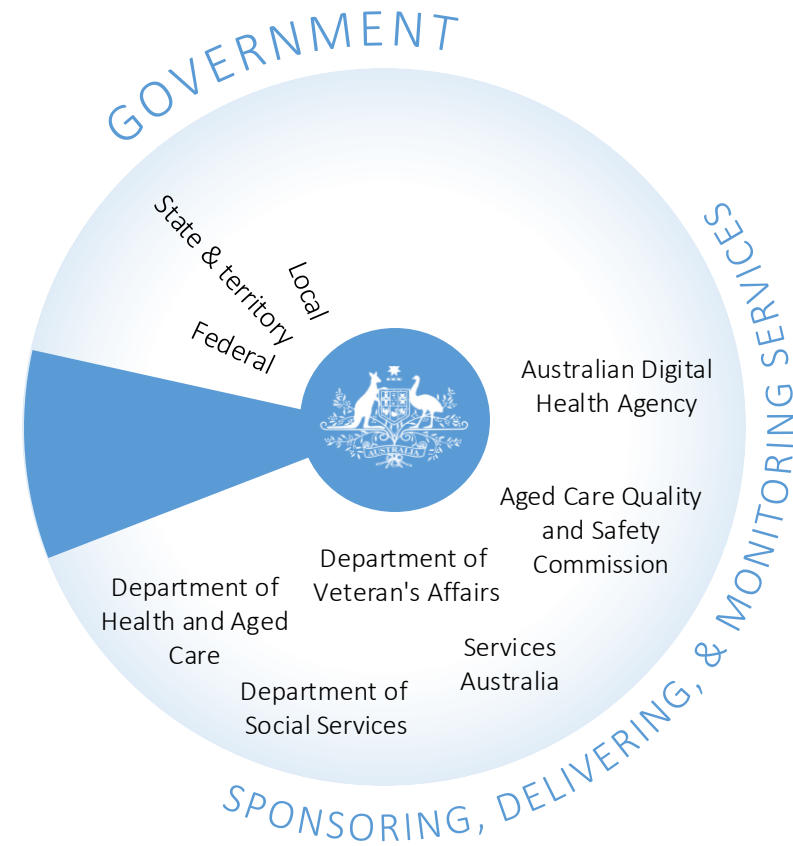 GOVERNMENT
State & territory
Local
Federal
AUSTRALIA
Australian Digital
Health Agency
Aged Care Quality
and Safety
Commission
Department of
Veteran's Affairs
Department of
Health and Aged
Care
Services
Australia
Department of
Social Services
SPONSORING, DELIVERING, & MONITORING SERVICES